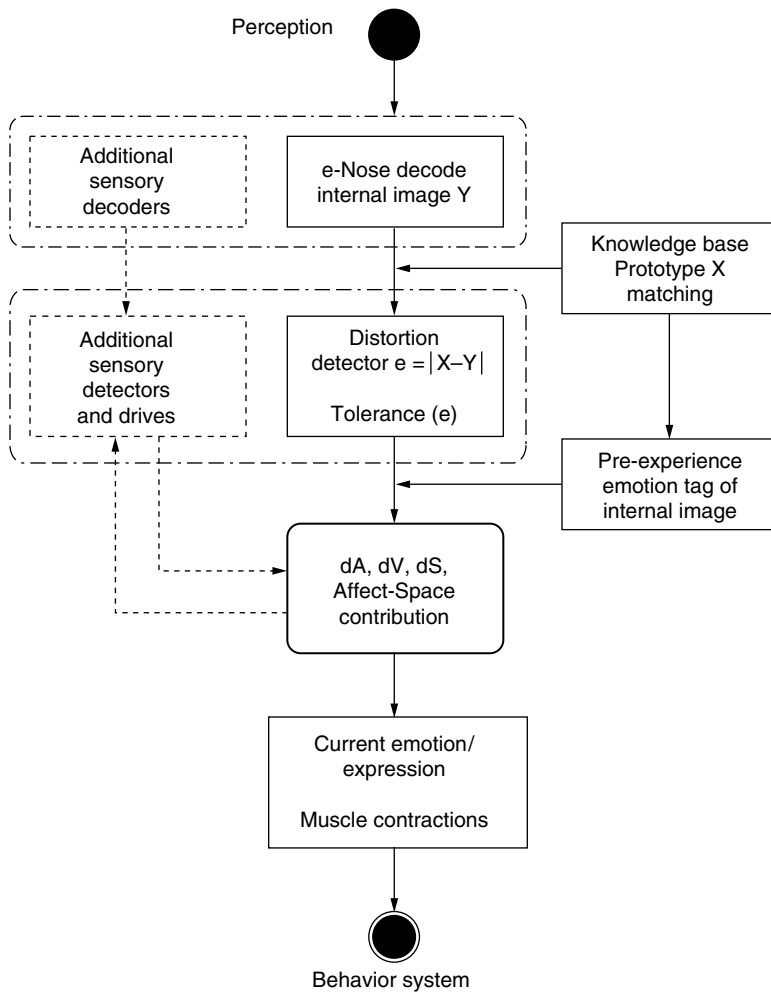 Perception
Additional
sensory
decoders
e-Nose decode
internal image Y
Knowledge base
Prototype X
matching
Additional
sensory
detectors
and drives
Distortion
detector e = |X–Y|
Tolerance (e)
Pre-experience
emotion tag of
internal image
dA, dV, dS,
Affect-Space
contribution
Current emotion/
expression
Muscle contractions
Behavior system